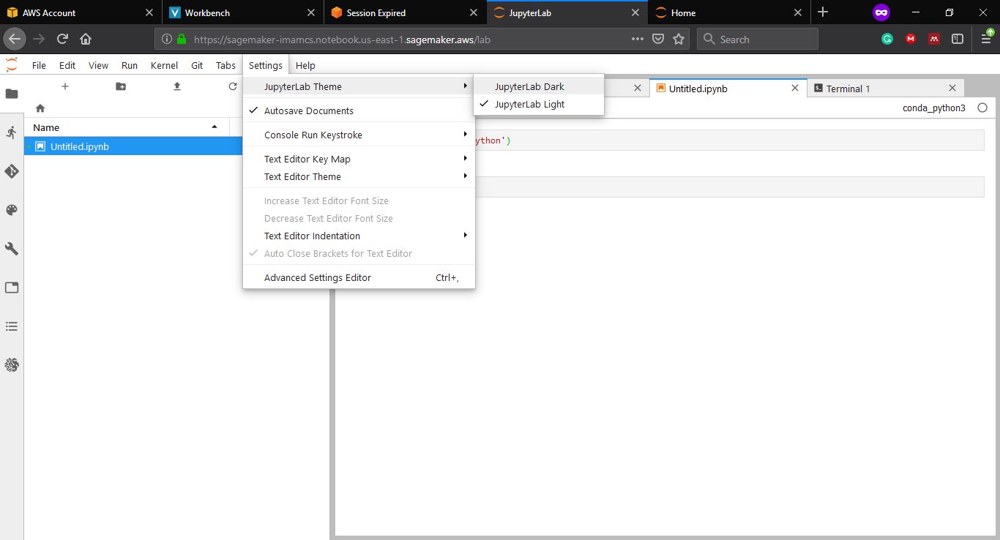 AWS Account
Workbench
Session Expired
JupyterLab
Home
https://sagemaker-imamcs.notebook.us-east-1.sagemaker.aws/lab
Search
File Edit View Run Kernel Git Tabs Settings Help
JupyterLab Theme
JupyterLab Dark
JupyterLab Light
Autosave Documents
Console Run Keystroke
Text Editor Key Map
Text Editor Theme
Increase Text Editor Font Size
Decrease Text Editor Font Size
Text Editor Indentation
Auto Close Brackets for Text Editor
Advanced Settings Editor Ctrl+,
Name
Untitled.ipynb
Untitled.ipynb
Terminal 1
conda_python3
ython')